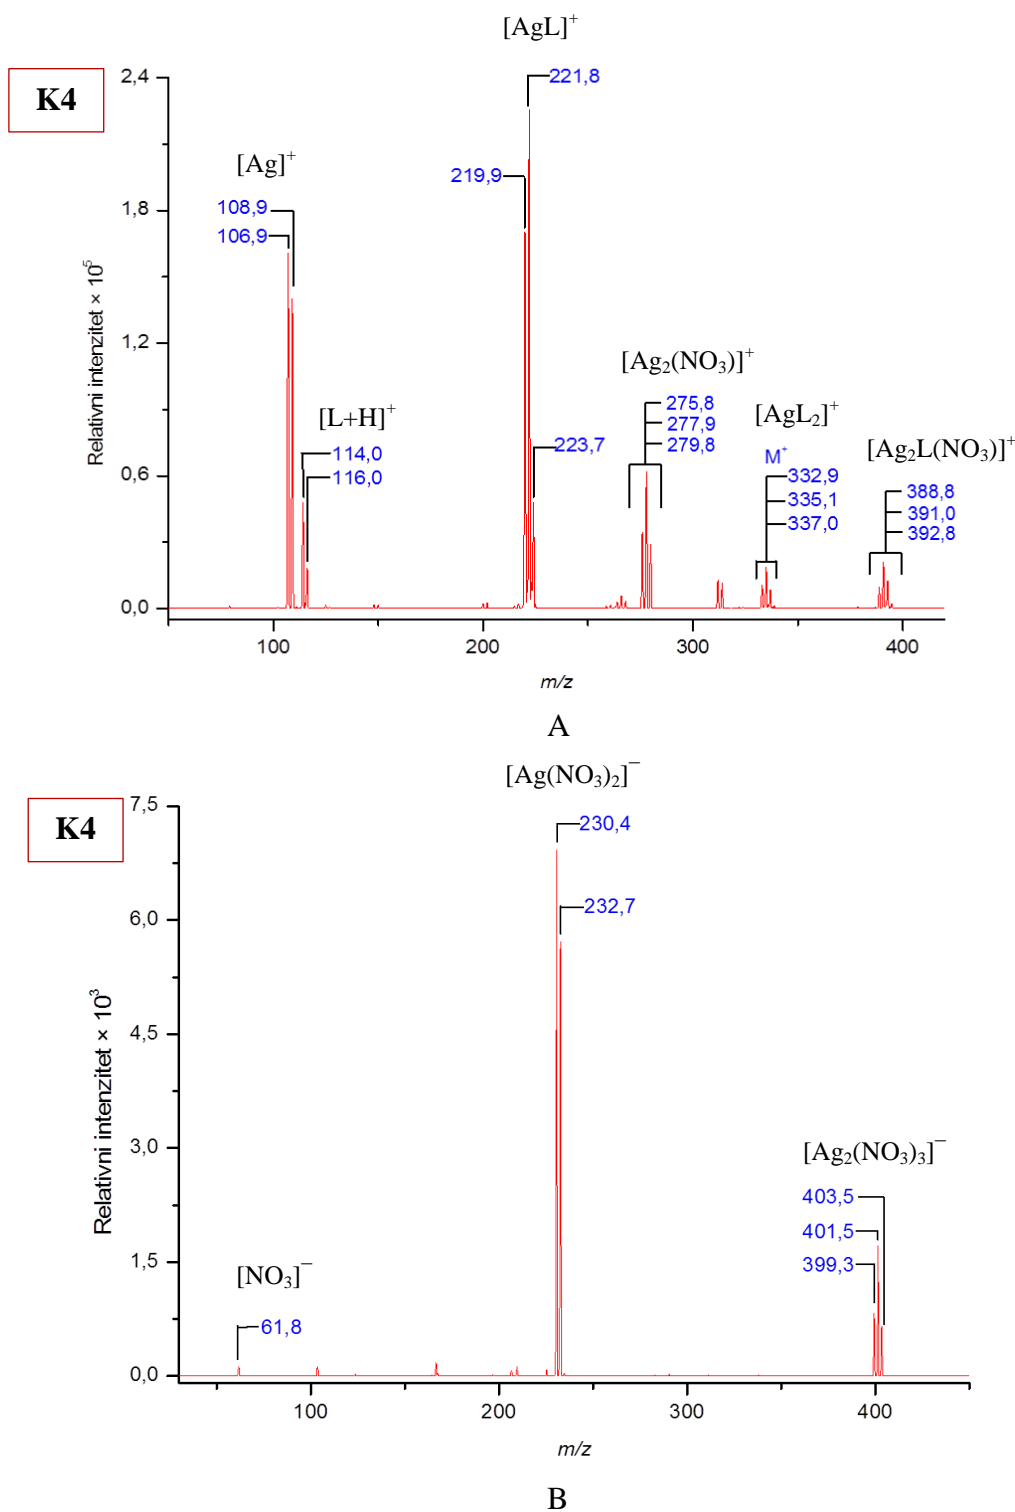 [AgL]⁺
K4
2,4
1,8
1,2
0,6
0,0
Relativni intenzitet × 10⁵
[Ag]⁺
108,9
106,9
[L+H]⁺
114,0
116,0
221,8
219,9
223,7
[Ag₂(NO₃)]⁺
275,8
277,9
279,8
[AgL₂]⁺
M⁺
332,9
335,1
337,0
[Ag₂L(NO₃)]⁺
388,8
391,0
392,8
100 200 300 400
m/z
A
[Ag(NO₃)₂]⁻
K4
7,5
6,0
4,5
3,0
1,5
0,0
Relativni intenzitet × 10³
230,4
232,7
[Ag₂(NO₃)₃]⁻
403,5
401,5
399,3
[NO₃]⁻
61,8
100 200 300 400
m/z
B